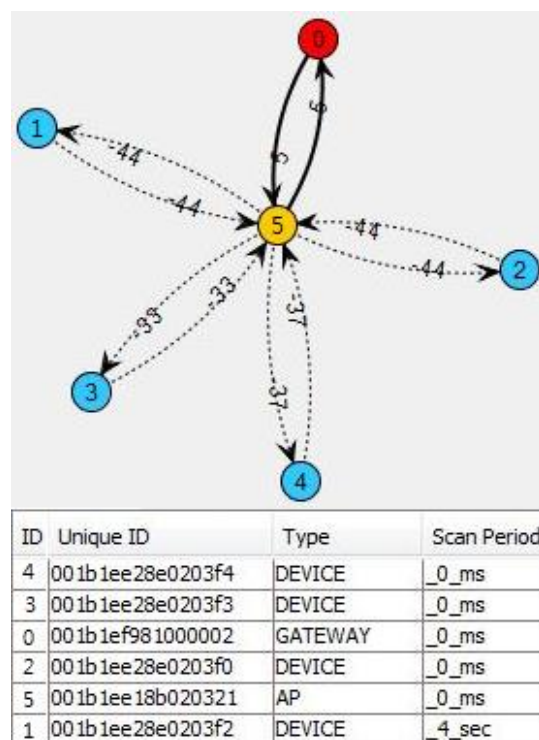 0
5
5
1
-44
-44
5
-44
-44
2
-33
-33
-37
-37
3
4
ID Unique ID Type Scan Period
4 001b1ee28e0203f4 DEVICE _0_ms
3 001b1ee28e0203f3 DEVICE _0_ms
0 001b1ef981000002 GATEWAY _0_ms
2 001b1ee28e0203f0 DEVICE _0_ms
5 001b1ee18b020321 AP _0_ms
1 001b1ee28e0203f2 DEVICE _4_sec